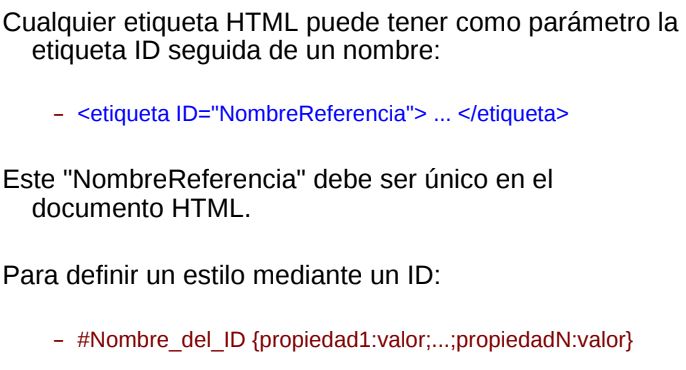 Cualquier etiqueta HTML puede tener como parámetro la
etiqueta ID seguida de un nombre:
– <etiqueta ID="NombreReferencia"> ... </etiqueta>
Este "NombreReferencia" debe ser único en el
documento HTML.
Para definir un estilo mediante un ID:
– #Nombre_del_ID {propiedad1:valor;...;propiedadN:valor}